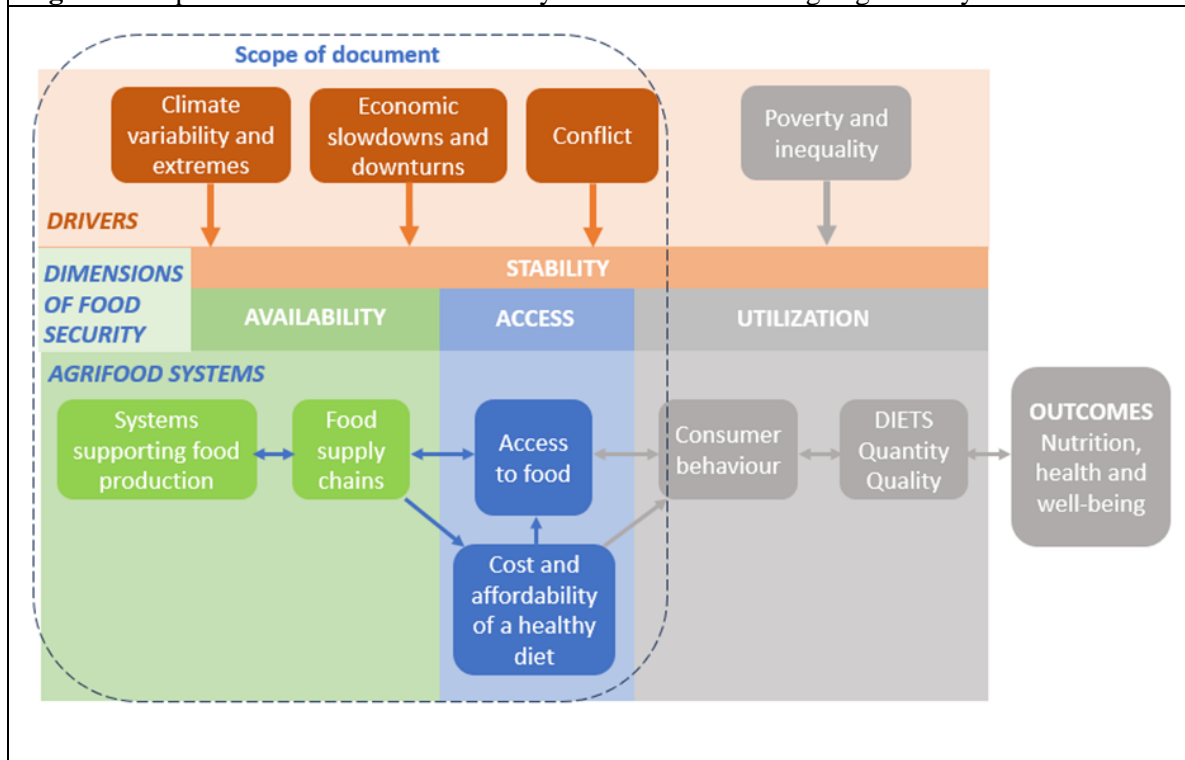 Scope of document
Climate
variability and
extremes
Economic
slowdowns and
downturns
Conflict
Poverty and
inequality
DRIVERS
DIMENSIONS
OF FOOD
SECURITY
STABILITY
AVAILABILITY
ACCESS
UTILIZATION
AGRIFOOD SYSTEMS
Systems
supporting food
production
Food
supply
chains
Access
to food
Consumer
behaviour
DIETS
Quantity
Quality
OUTCOMES
Nutrition,
health and
well-being
Cost and
affordability
of a healthy
diet